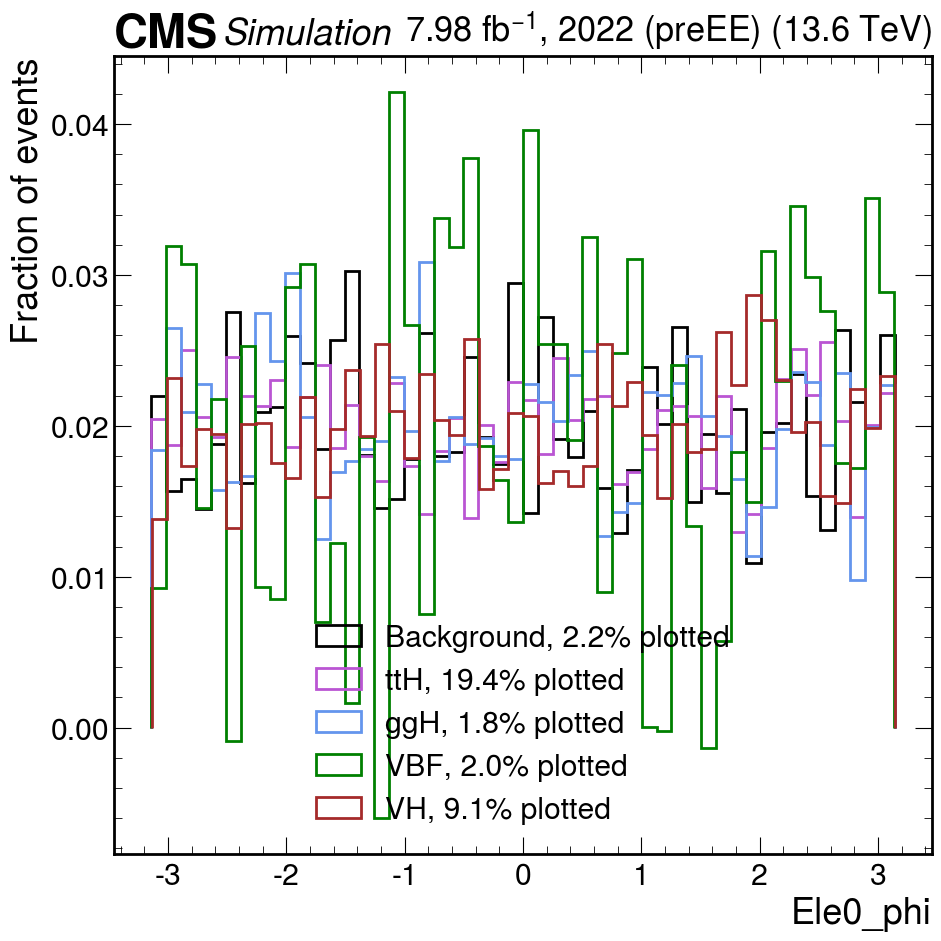 CMS Simulation 7.98 fb⁻¹, 2022 (preEE) (13.6 TeV)
Fraction of events
0.04
0.03
0.02
0.01
0.00
Background, 2.2% plotted
ttH, 19.4% plotted
ggH, 1.8% plotted
VBF, 2.0% plotted
VH, 9.1% plotted
-3 -2 -1 0 1 2 3
Ele0_phi